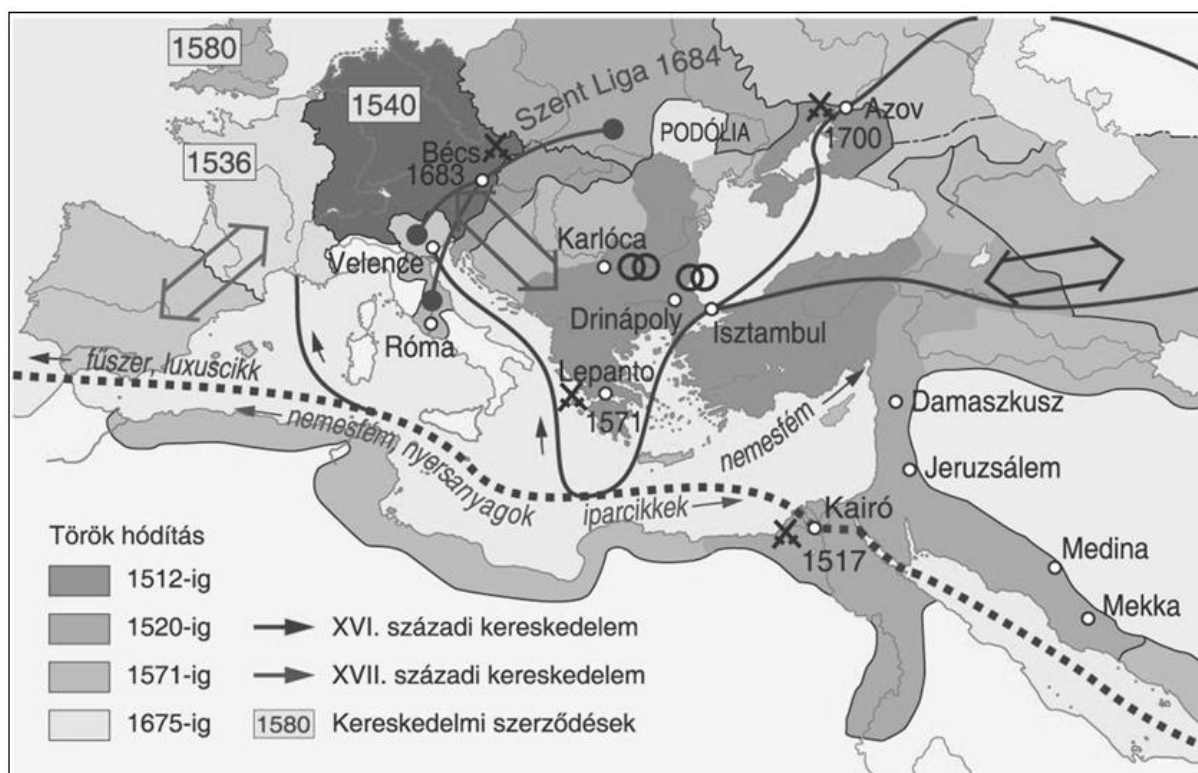 1580
1540
1536
Szent Liga 1684
PODÓLIA
Azov
1700
Bécs
1683
Karlóca
Velence
Drinápoly
Isztambul
Róma
Lepanto
1571
fűszer, luxuscikk
nemesfém, nyersanyagok
iparcikkek
nemesfém
Damaszkusz
Jeruzsálem
Kairó
1517
Medina
Mekka
Török hódítás
1512-ig
1520-ig
XVI. századi kereskedelem
1571-ig
XVII. századi kereskedelem
1675-ig
1580
Kereskedelmi szerződések